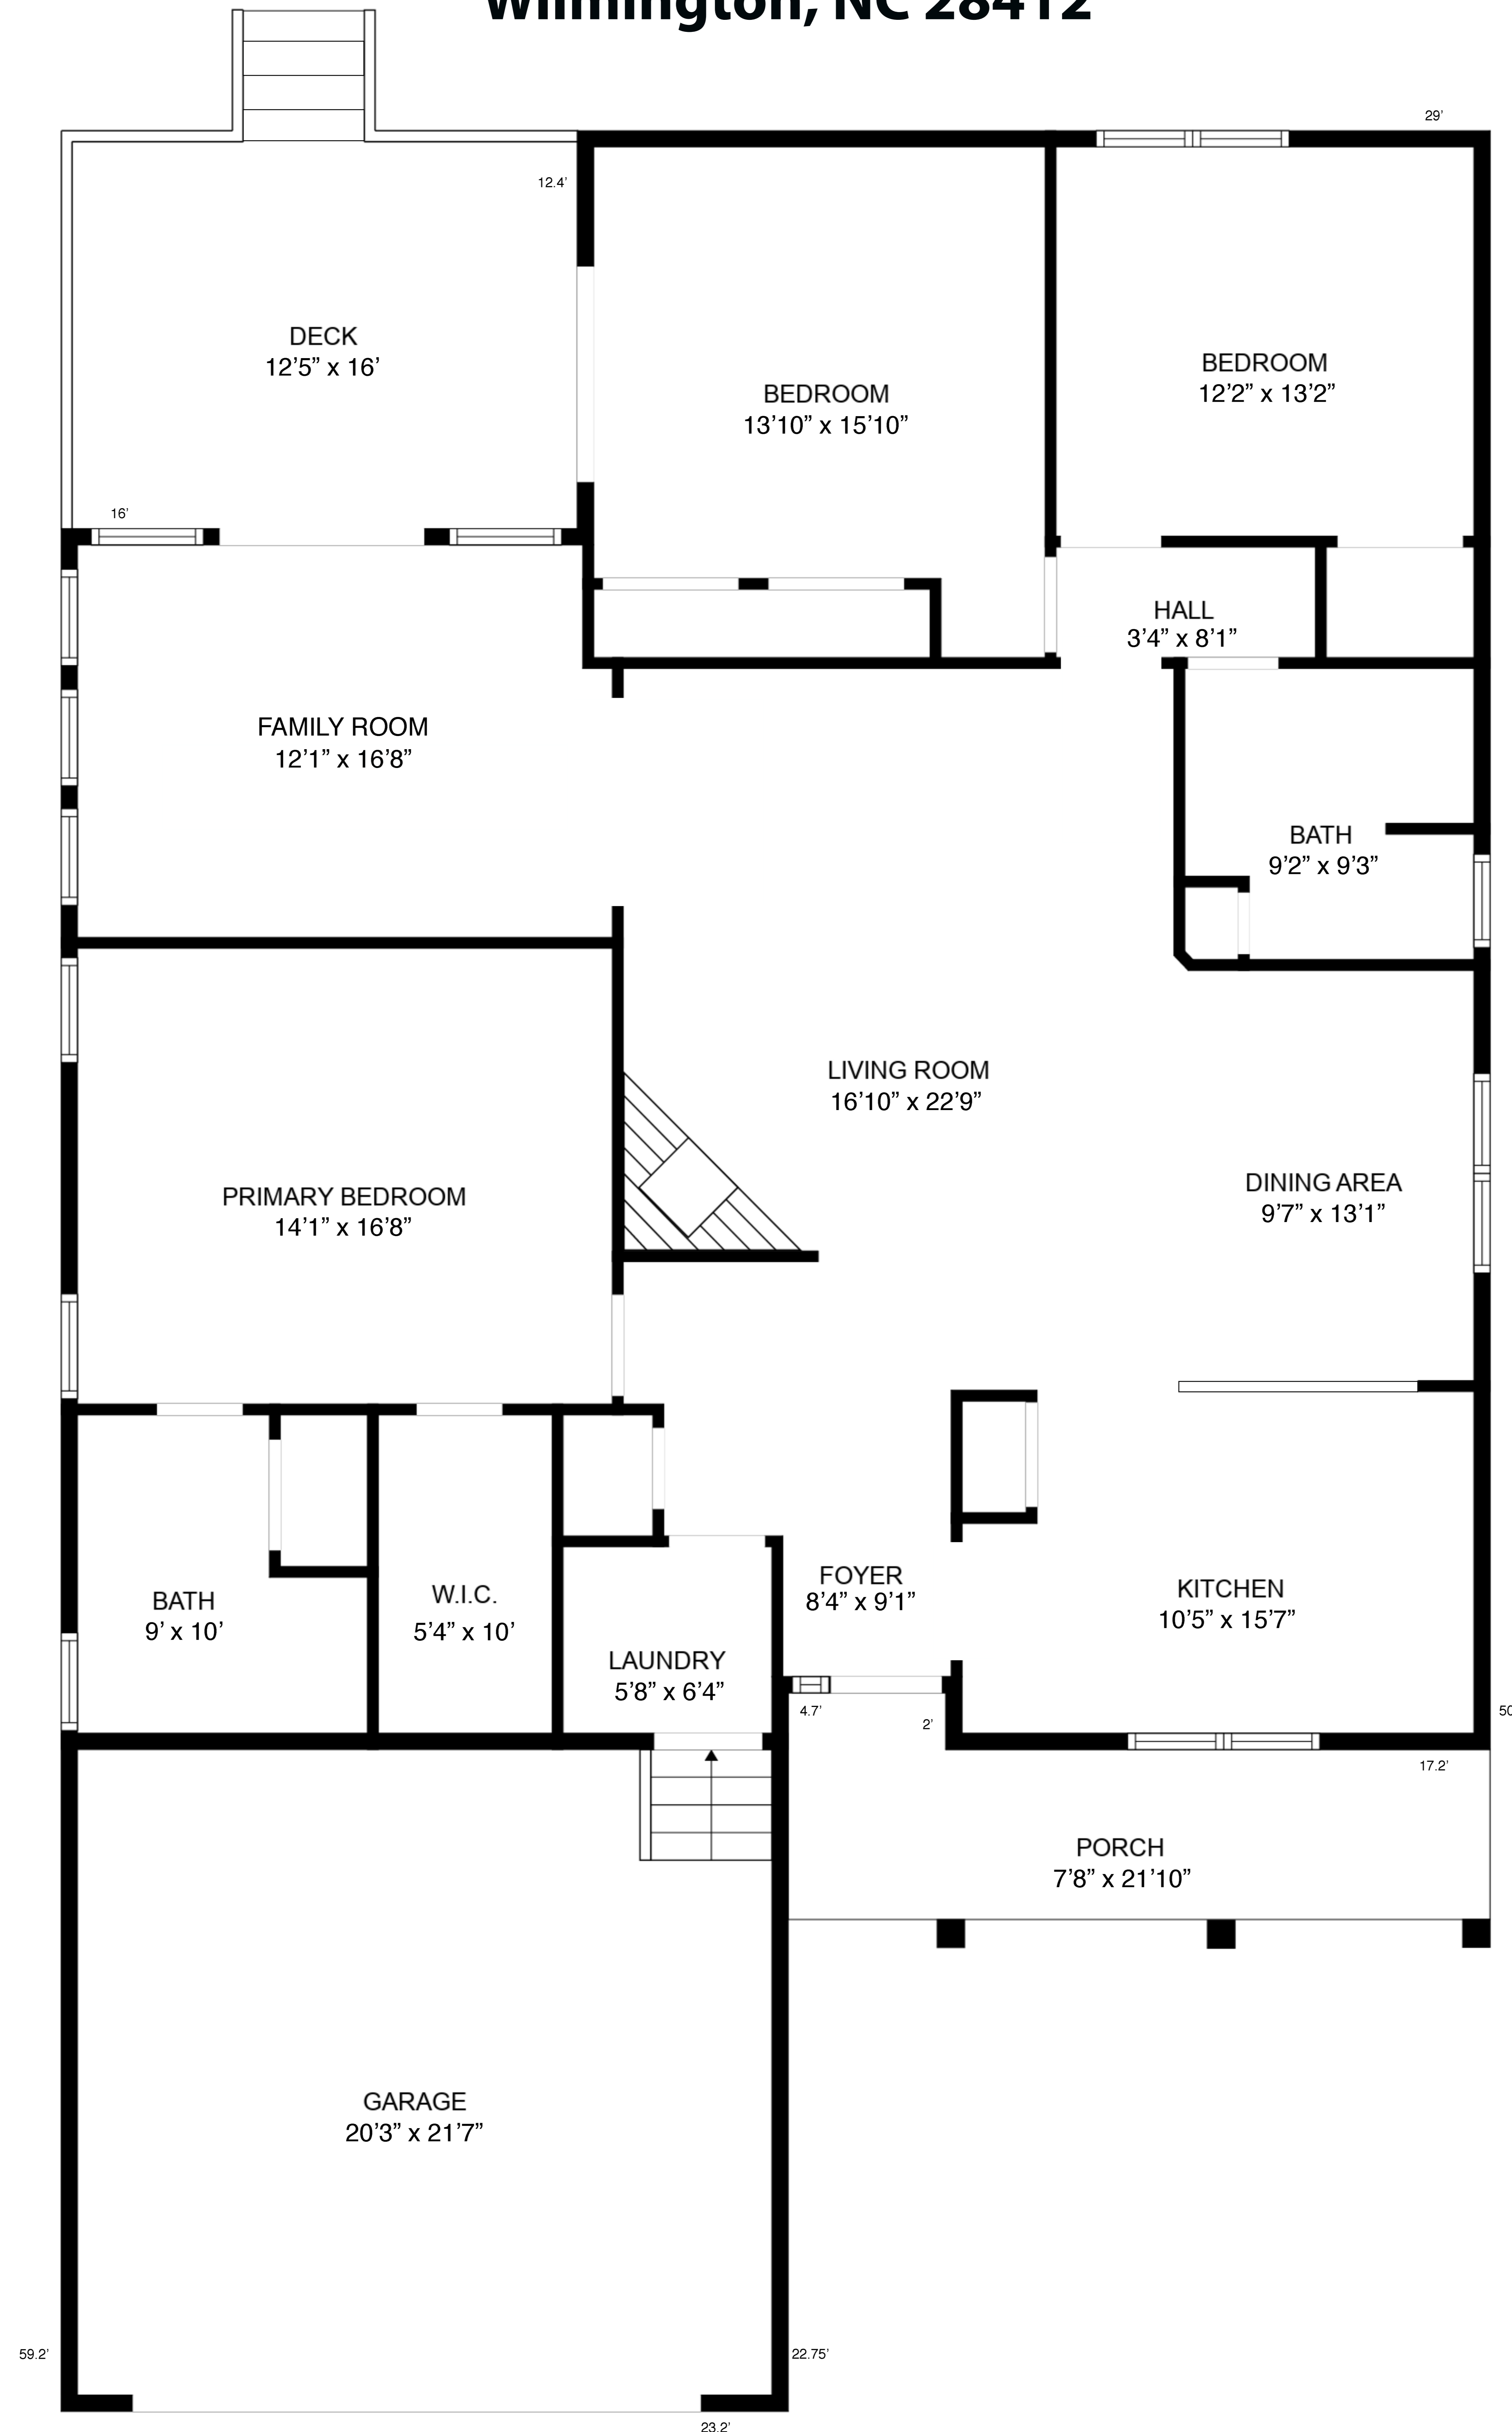 Wilmington, NC 28412
29’
12.4’
DECK
12’5” x 16’
BEDROOM
13’10” x 15’10”
BEDROOM
12’2” x 13’2”
16’
HALL
3’4” x 8’1”
FAMILY ROOM
12’1” x 16’8”
BATH
9’2” x 9’3”
LIVING ROOM
16’10” x 22’9”
DINING AREA
9’7” x 13’1”
PRIMARY BEDROOM
14’1” x 16’8”
BATH
9’ x 10’
W.I.C.
5’4” x 10’
FOYER
8’4” x 9’1”
KITCHEN
10’5” x 15’7”
LAUNDRY
5’8” x 6’4”
4.7’
2’
50
17.2’
PORCH
7’8” x 21’10”
GARAGE
20’3” x 21’7”
59.2’
22.75’
23.2’